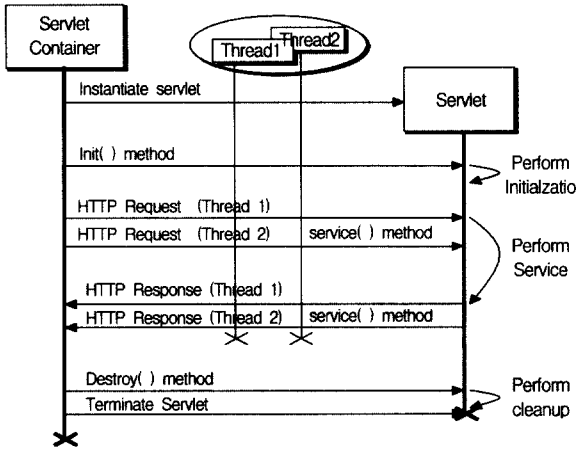 Servlet
Container
Thread1
Thread2
Instantiate servlet
Servlet
Init( ) method
Perform
Initialzatio
HTTP Request (Thread 1)
HTTP Request (Thread 2) service( ) method
Perform
Service
HTTP Response (Thread 1)
HTTP Response (Thread 2) service( ) method
Destroy( ) method
Perform
cleanup
Terminate Servlet